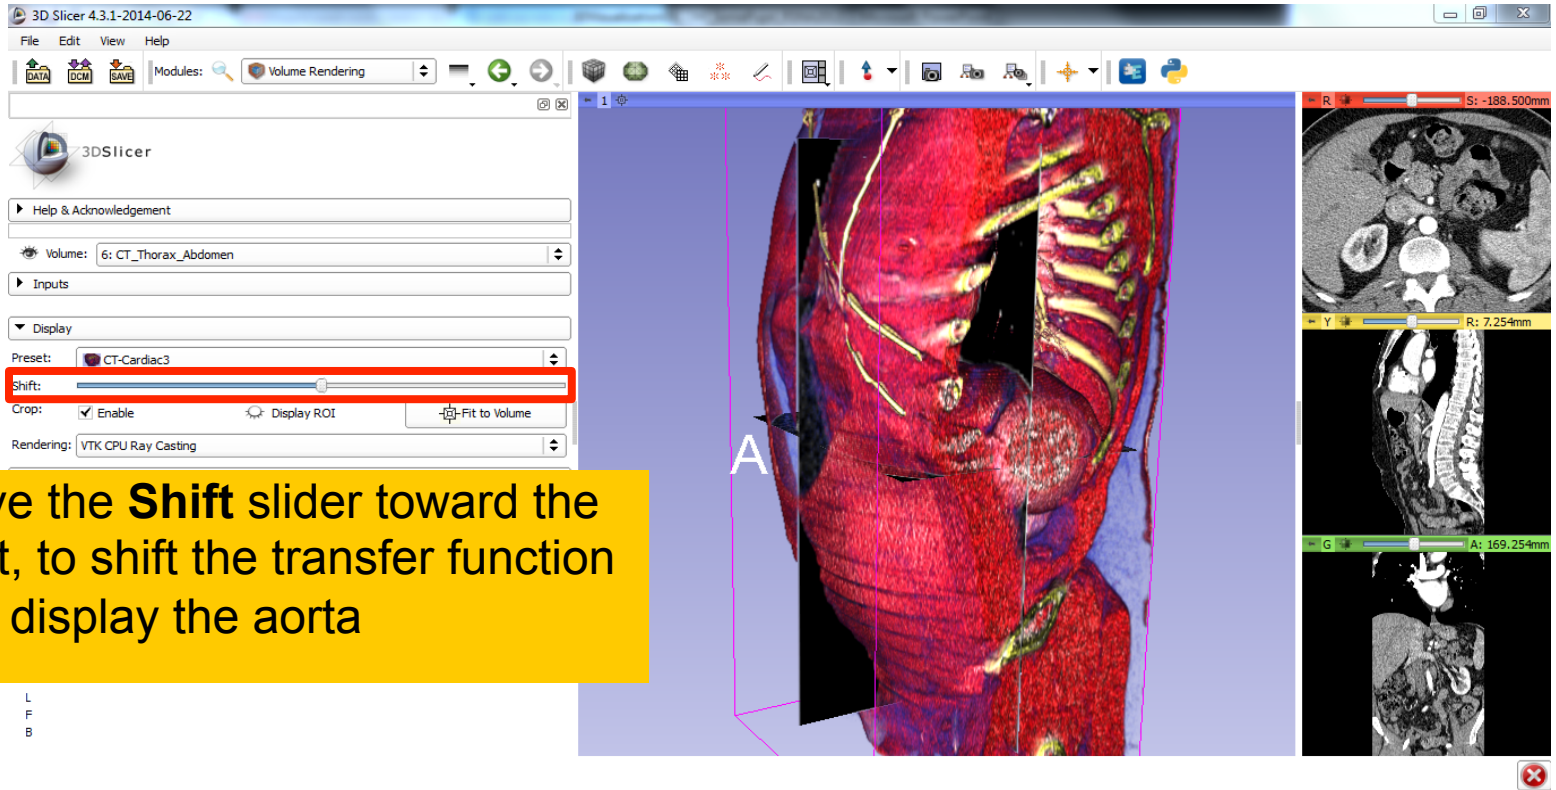 3D Slicer 4.3.1-2014-06-22
File Edit View Help
DATA DCM SAVE Modules: Volume Rendering
1
R S: -188.500mm
3DSlicer
Help & Acknowledgement
Volume: 6: CT_Thorax_Abdomen
Inputs
Display
Y R: 7.254mm
Preset: CT-Cardiac3
Shift:
Crop: Enable Display ROI Fit to Volume
Rendering: VTK CPU Ray Casting
A
ve the Shift slider toward the
t, to shift the transfer function
display the aorta
G A: 169.254mm
L
F
B